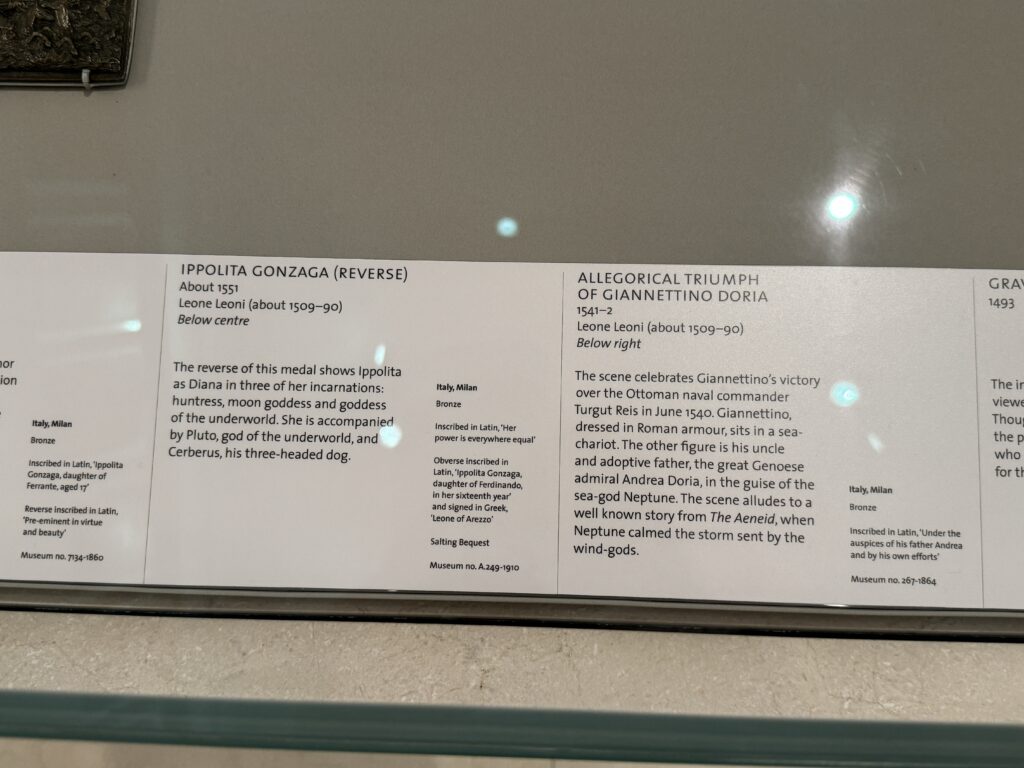 Italy, Milan
Bronze
Inscribed in Latin, 'Ippolita
Gonzaga, daughter of
Ferrante, aged 17'
Reverse inscribed in Latin,
'Pre-eminent in virtue
and beauty'
Museum no. 7134-1860
IPPOLITA GONZAGA (REVERSE)
About 1551
Leone Leoni (about 1509–90)
Below centre
The reverse of this medal shows Ippolita
as Diana in three of her incarnations:
huntress, moon goddess and goddess
of the underworld. She is accompanied
by Pluto, god of the underworld, and
Cerberus, his three-headed dog.
Italy, Milan
Bronze
Inscribed in Latin, 'Her
power is everywhere equal'
Obverse inscribed in
Latin, 'Ippolita Gonzaga,
daughter of Ferdinando,
in her sixteenth year'
and signed in Greek,
'Leone of Arezzo'
Salting Bequest
Museum no. A.249-1910
ALLEGORICAL TRIUMPH
OF GIANNETTINO DORIA
1541–2
Leone Leoni (about 1509–90)
Below right
The scene celebrates Giannettino's victory
over the Ottoman naval commander
Turgut Reis in June 1540. Giannettino,
dressed in Roman armour, sits in a sea-
chariot. The other figure is his uncle
and adoptive father, the great Genoese
admiral Andrea Doria, in the guise of the
sea-god Neptune. The scene alludes to a
well known story from The Aeneid, when
Neptune calmed the storm sent by the
wind-gods.
Italy, Milan
Bronze
Inscribed in Latin, 'Under the
auspices of his father Andrea
and by his own efforts'
Museum no. 267-1864
1493
The
the
who
for